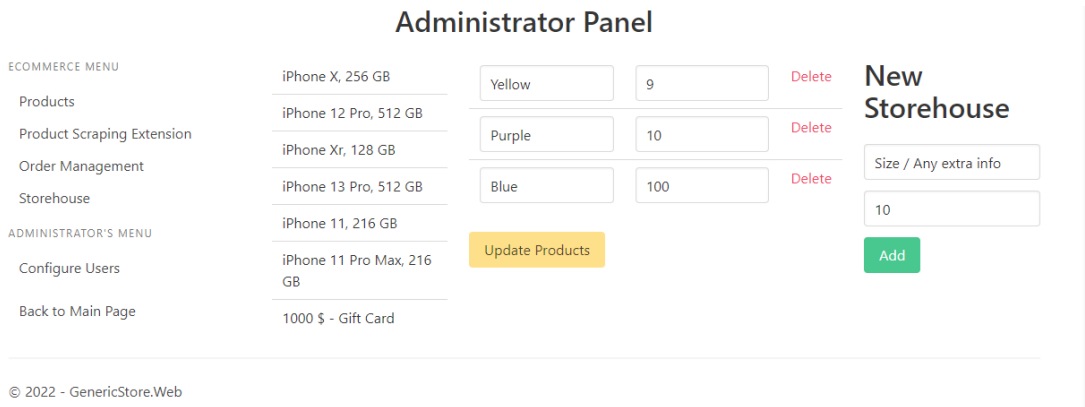 Administrator Panel
ECOMMERCE MENU
Products
Product Scraping Extension
Order Management
Storehouse
ADMINISTRATOR'S MENU
Configure Users
Back to Main Page
iPhone X, 256 GB
iPhone 12 Pro, 512 GB
iPhone Xr, 128 GB
iPhone 13 Pro, 512 GB
iPhone 11, 216 GB
iPhone 11 Pro Max, 216
GB
1000 $ - Gift Card
Yellow 9 Delete
Purple 10 Delete
Blue 100 Delete
Update Products
New
Storehouse
Size / Any extra info
10
Add
© 2022 - GenericStore.Web